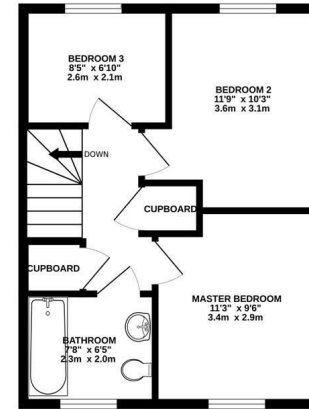 BEDROOM 3
8'5" x 6'10"
2.6m x 2.1m
BEDROOM 2
11'9" x 10'3"
3.6m x 3.1m
DOWN
CUPBOARD
CUPBOARD
MASTER BEDROOM
11'3" x 9'6"
3.4m x 2.9m
BATHROOM
7'8" x 6'5"
2.3m x 2.0m